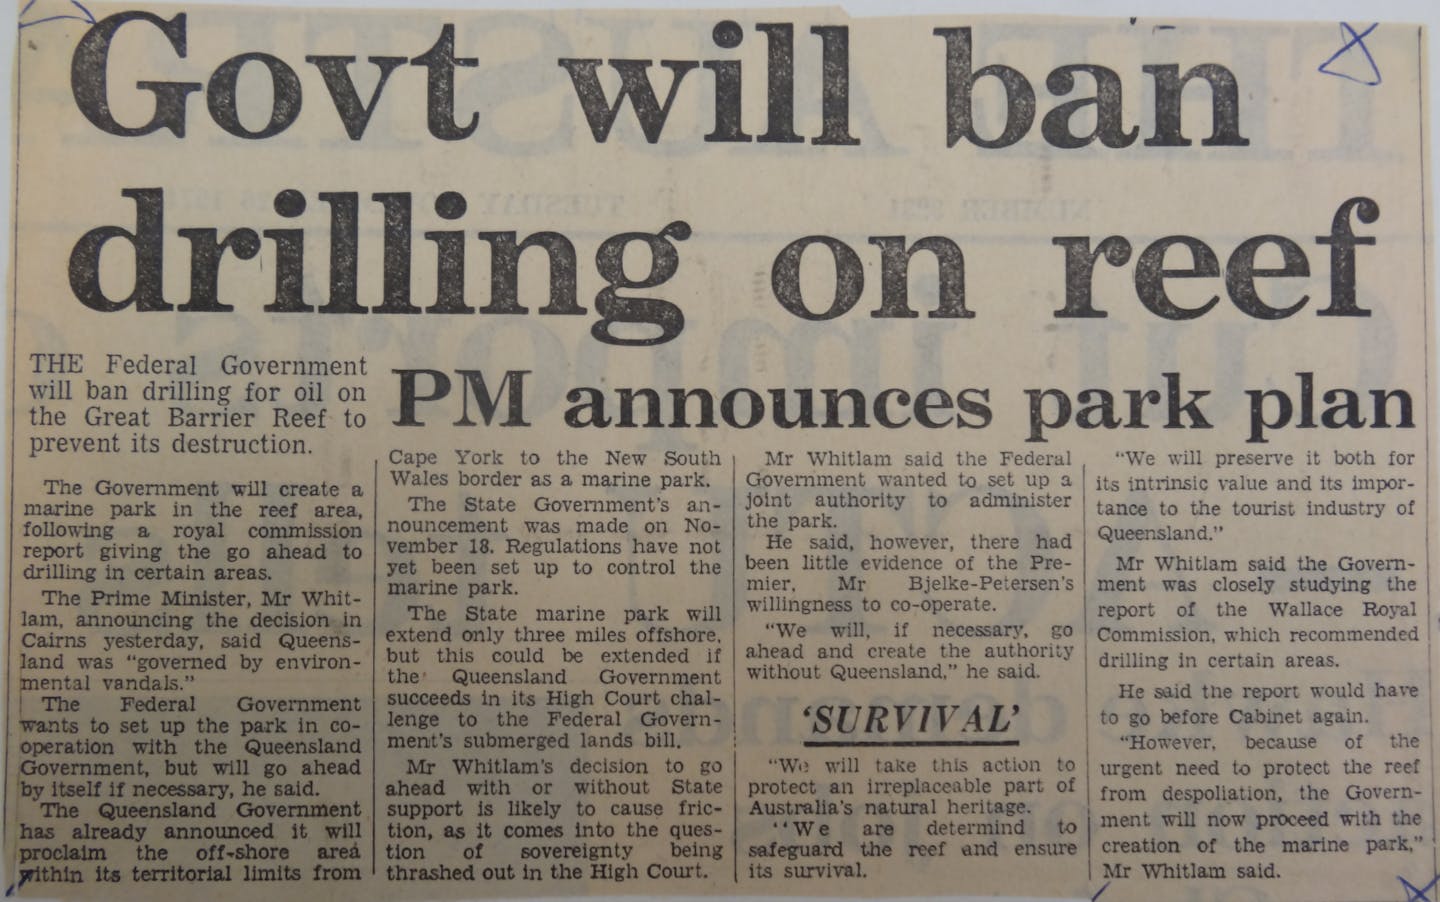 Govt will ban
drilling on reef
PM announces park plan
THE Federal Government
will ban drilling for oil on
the Great Barrier Reef to
prevent its destruction.
The Government will create a
marine park in the reef area,
following a royal commission
report giving the go ahead to
drilling in certain areas.
The Prime Minister, Mr Whit-
lam, announcing the decision in
Cairns yesterday, said Queens-
land was "governed by environ-
mental vandals."
The Federal Government
wants to set up the park in co-
operation with the Queensland
Government, but will go ahead
by itself if necessary, he said.
The Queensland Government
has already announced it will
proclaim the off-shore area
within its territorial limits from
Cape York to the New South
Wales border as a marine park.
The State Government's an-
nouncement was made on No-
vember 18. Regulations have not
yet been set up to control the
marine park.
The State marine park will
extend only three miles offshore,
but this could be extended if
the Queensland Government
succeeds in its High Court chal-
lenge to the Federal Govern-
ment's submerged lands bill.
Mr Whitlam's decision to go
ahead with or without State
support is likely to cause fric-
tion, as it comes into the ques-
tion of sovereignty being
thrashed out in the High Court.
Mr Whitlam said the Federal
Government wanted to set up a
joint authority to administer
the park.
He said, however, there had
been little evidence of the Pre-
mier, Mr Bjelke-Petersen's
willingness to co-operate.
"We will, if necessary, go
ahead and create the authority
without Queensland," he said.
'SURVIVAL'
"We will take this action to
protect an irreplaceable part of
Australia's natural heritage.
"We are determind to
safeguard the reef and ensure
its survival.
"We will preserve it both for
its intrinsic value and its impor-
tance to the tourist industry of
Queensland."
Mr Whitlam said the Govern-
ment was closely studying the
report of the Wallace Royal
Commission, which recommended
drilling in certain areas.
He said the report would have
to go before Cabinet again.
"However, because of the
urgent need to protect the reef
from despoliation, the Govern-
ment will now proceed with the
creation of the marine park,"
Mr Whitlam said.